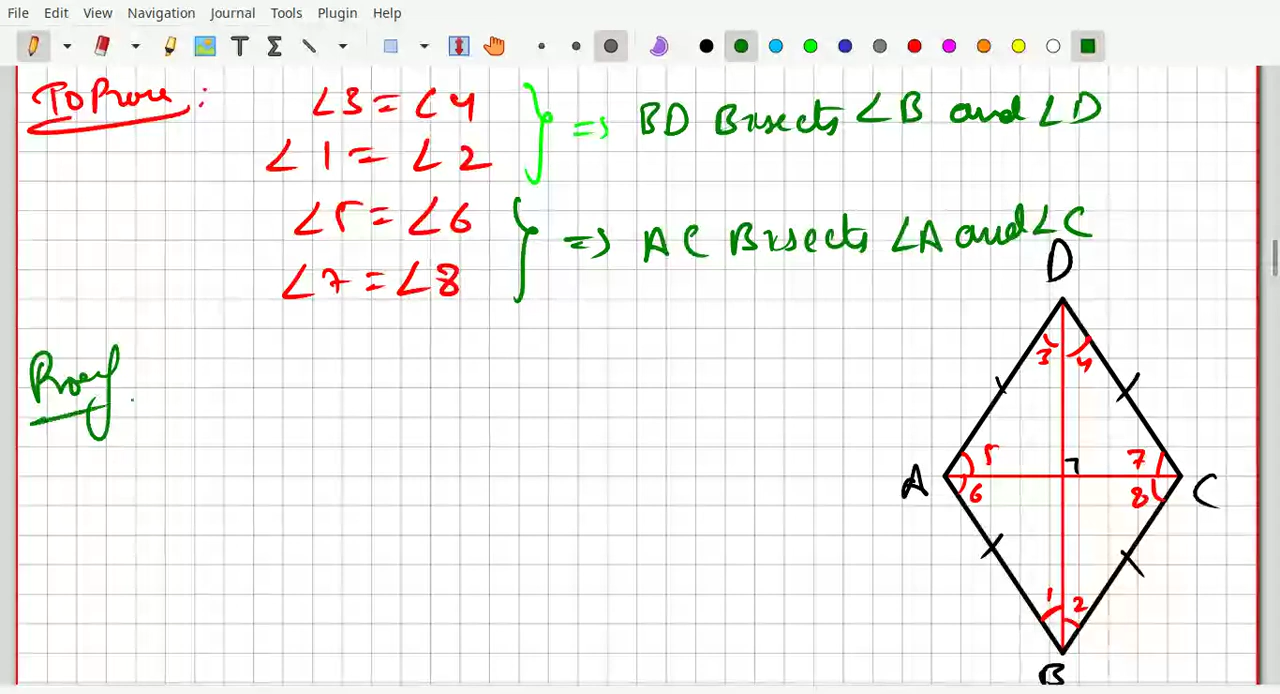 File Edit View Navigation Journal Tools Plugin Help
To Prove :
∠3 = ∠4
∠1 = ∠2
} => BD Bisects ∠B and ∠D
∠5 = ∠6
∠7 = ∠8
} => AC Bisects ∠A and ∠C
D
3 4
Proof
5 7
A C
6 8
1 2
B